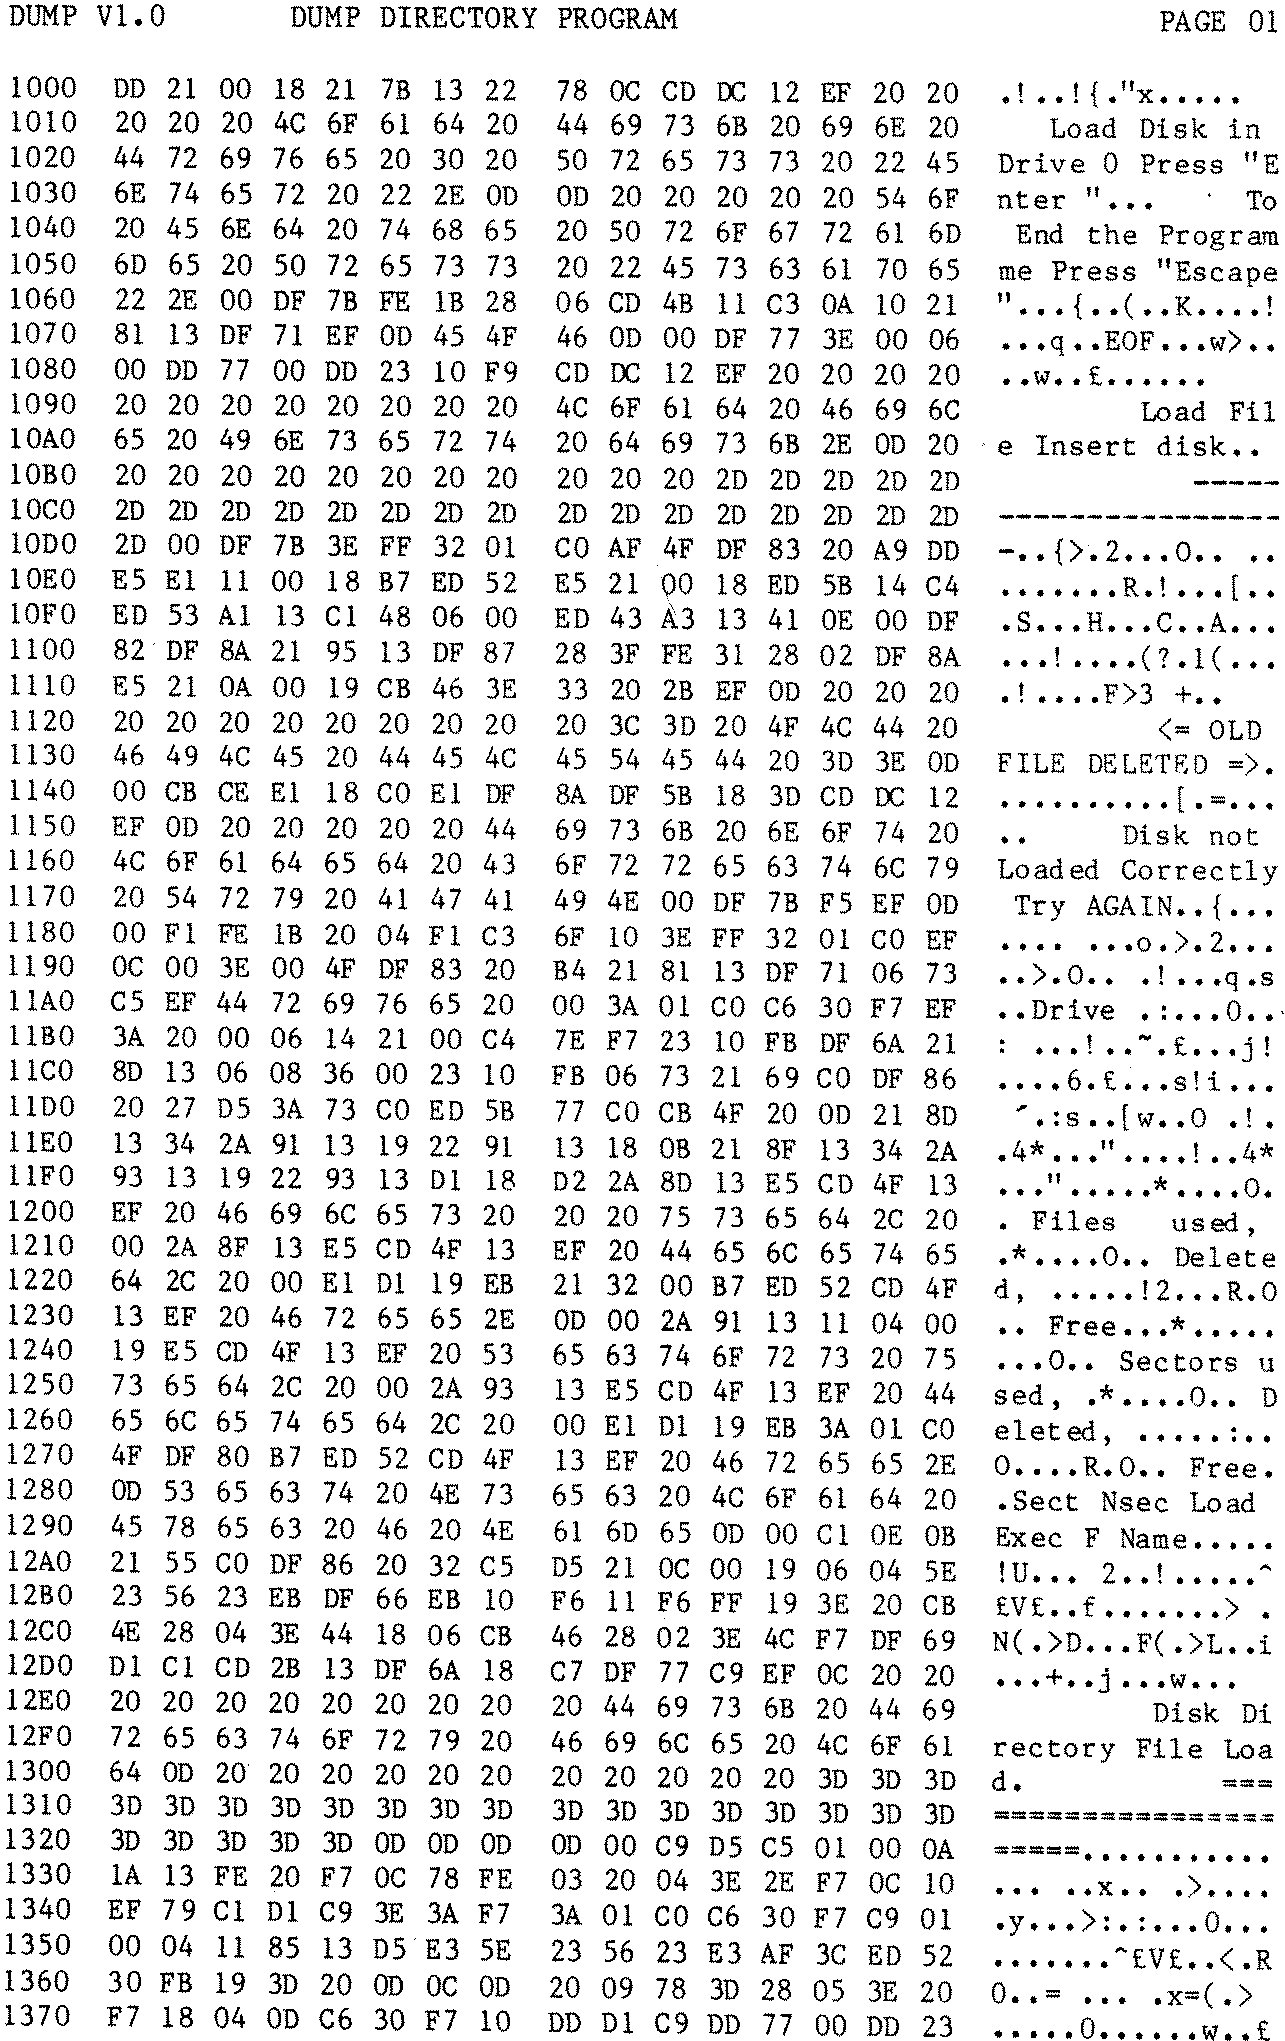 DUMP V1.0 DUMP DIRECTORY PROGRAM PAGE 01
1000 DD 21 00 18 21 7B 13 22 78 0C CD DC 12 EF 20 20 .!..!{."x.....
1010 20 20 20 4C 6F 61 64 20 44 69 73 6B 20 69 6E 20 Load Disk in
1020 44 72 69 76 65 20 30 20 50 72 65 73 73 20 22 45 Drive 0 Press "E
1030 6E 74 65 72 20 22 2E 0D 0D 20 20 20 20 20 54 6F nter "... To
1040 20 45 6E 64 20 74 68 65 20 50 72 6F 67 72 61 6D End the Program
1050 6D 65 20 50 72 65 73 73 20 22 45 73 63 61 70 65 me Press "Escape
1060 22 2E 00 DF 7B FE 1B 28 06 CD 4B 11 C3 0A 10 21 "...{..(..K....!
1070 81 13 DF 71 EF 0D 45 4F 46 0D 00 DF 77 3E 00 06 ...q..EOF...w>..
1080 00 DD 77 00 DD 23 10 F9 CD DC 12 EF 20 20 20 20 ..w..£......
1090 20 20 20 20 20 20 20 20 4C 6F 61 64 20 46 69 6C Load Fil
10A0 65 20 49 6E 73 65 72 74 20 64 69 73 6B 2E 0D 20 e Insert disk..
10B0 20 20 20 20 20 20 20 20 20 20 20 2D 2D 2D 2D 2D -----
10C0 2D 2D 2D 2D 2D 2D 2D 2D 2D 2D 2D 2D 2D 2D 2D 2D ----------------
10D0 2D 00 DF 7B 3E FF 32 01 C0 AF 4F DF 83 20 A9 DD -..{>.2...O.. ..
10E0 E5 E1 11 00 18 B7 ED 52 E5 21 00 18 ED 5B 14 C4 .......R.!...[..
10F0 ED 53 A1 13 C1 48 06 00 ED 43 A3 13 41 0E 00 DF .S...H...C..A...
1100 82 DF 8A 21 95 13 DF 87 28 3F FE 31 28 02 DF 8A ...!....(?.1(...
1110 E5 21 0A 00 19 CB 46 3E 33 20 2B EF 0D 20 20 20 .!....F>3 +..
1120 20 20 20 20 20 20 20 20 20 3C 3D 20 4F 4C 44 20 <= OLD
1130 46 49 4C 45 20 44 45 4C 45 54 45 44 20 3D 3E 0D FILE DELETED =>.
1140 00 CB CE E1 18 C0 E1 DF 8A DF 5B 18 3D CD DC 12 ..........[.=...
1150 EF 0D 20 20 20 20 20 44 69 73 6B 20 6E 6F 74 20 .. Disk not
1160 4C 6F 61 64 65 64 20 43 6F 72 72 65 63 74 6C 79 Loaded Correctly
1170 20 54 72 79 20 41 47 41 49 4E 00 DF 7B F5 EF 0D Try AGAIN..{...
1180 00 F1 FE 1B 20 04 F1 C3 6F 10 3E FF 32 01 C0 EF .... ...o.>.2...
1190 0C 00 3E 00 4F DF 83 20 B4 21 81 13 DF 71 06 73 ..>.O.. .!...q.s
11A0 C5 EF 44 72 69 76 65 20 00 3A 01 C0 C6 30 F7 EF ..Drive .:...0..
11B0 3A 20 00 06 14 21 00 C4 7E F7 23 10 FB DF 6A 21 : ...!..~.£...j!
11C0 8D 13 06 08 36 00 23 10 FB 06 73 21 69 C0 DF 86 ....6.£...s!i...
11D0 20 27 D5 3A 73 C0 ED 5B 77 C0 CB 4F 20 0D 21 8D ´.:s..[w..O .!.
11E0 13 34 2A 91 13 19 22 91 13 18 0B 21 8F 13 34 2A .4*..."....!..4*
11F0 93 13 19 22 93 13 D1 18 D2 2A 8D 13 E5 CD 4F 13 ...".....*....O.
1200 EF 20 46 69 6C 65 73 20 20 20 75 73 65 64 2C 20 . Files used,
1210 00 2A 8F 13 E5 CD 4F 13 EF 20 44 65 6C 65 74 65 .*....O.. Delete
1220 64 2C 20 00 E1 D1 19 EB 21 32 00 B7 ED 52 CD 4F d, .....!2...R.O
1230 13 EF 20 46 72 65 65 2E 0D 00 2A 91 13 11 04 00 .. Free...*.....
1240 19 E5 CD 4F 13 EF 20 53 65 63 74 6F 72 73 20 75 ...O.. Sectors u
1250 73 65 64 2C 20 00 2A 93 13 E5 CD 4F 13 EF 20 44 sed, .*....O.. D
1260 65 6C 65 74 65 64 2C 20 00 E1 D1 19 EB 3A 01 C0 eleted, .....:..
1270 4F DF 80 B7 ED 52 CD 4F 13 EF 20 46 72 65 65 2E O....R.O.. Free.
1280 0D 53 65 63 74 20 4E 73 65 63 20 4C 6F 61 64 20 .Sect Nsec Load
1290 45 78 65 63 20 46 20 4E 61 6D 65 0D 00 C1 0E 0B Exec F Name.....
12A0 21 55 C0 DF 86 20 32 C5 D5 21 0C 00 19 06 04 5E !U... 2..!.....^
12B0 23 56 23 EB DF 66 EB 10 F6 11 F6 FF 19 3E 20 CB £V£..f.......> .
12C0 4E 28 04 3E 44 18 06 CB 46 28 02 3E 4C F7 DF 69 N(.>D...F(.>L..i
12D0 D1 C1 CD 2B 13 DF 6A 18 C7 DF 77 C9 EF 0C 20 20 ...+..j...w...
12E0 20 20 20 20 20 20 20 20 20 44 69 73 6B 20 44 69 Disk Di
12F0 72 65 63 74 6F 72 79 20 46 69 6C 65 20 4C 6F 61 rectory File Loa
1300 64 0D 20 20 20 20 20 20 20 20 20 20 20 3D 3D 3D d. ===
1310 3D 3D 3D 3D 3D 3D 3D 3D 3D 3D 3D 3D 3D 3D 3D 3D ================
1320 3D 3D 3D 3D 3D 0D 0D 0D 0D 00 C9 D5 C5 01 00 0A =====...........
1330 1A 13 FE 20 F7 0C 78 FE 03 20 04 3E 2E F7 0C 10 ... ..x.. .>....
1340 EF 79 C1 D1 C9 3E 3A F7 3A 01 C0 C6 30 F7 C9 01 .y...>:.:...0...
1350 00 04 11 85 13 D5 E3 5E 23 56 23 E3 AF 3C ED 52 .......^£V£..<.R
1360 30 FB 19 3D 20 0D 0C 0D 20 09 78 3D 28 05 3E 20 0..= ... .x=(.>
1370 F7 18 04 0D C6 30 F7 10 DD D1 C9 DD 77 00 DD 23 .....0......w..£